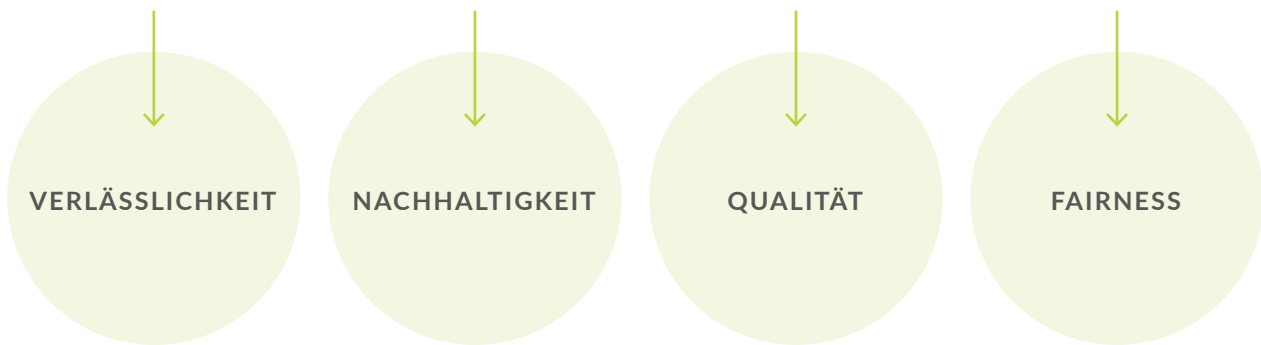 VERLÄSSLICHKEIT
NACHHALTIGKEIT
QUALITÄT
FAIRNESS